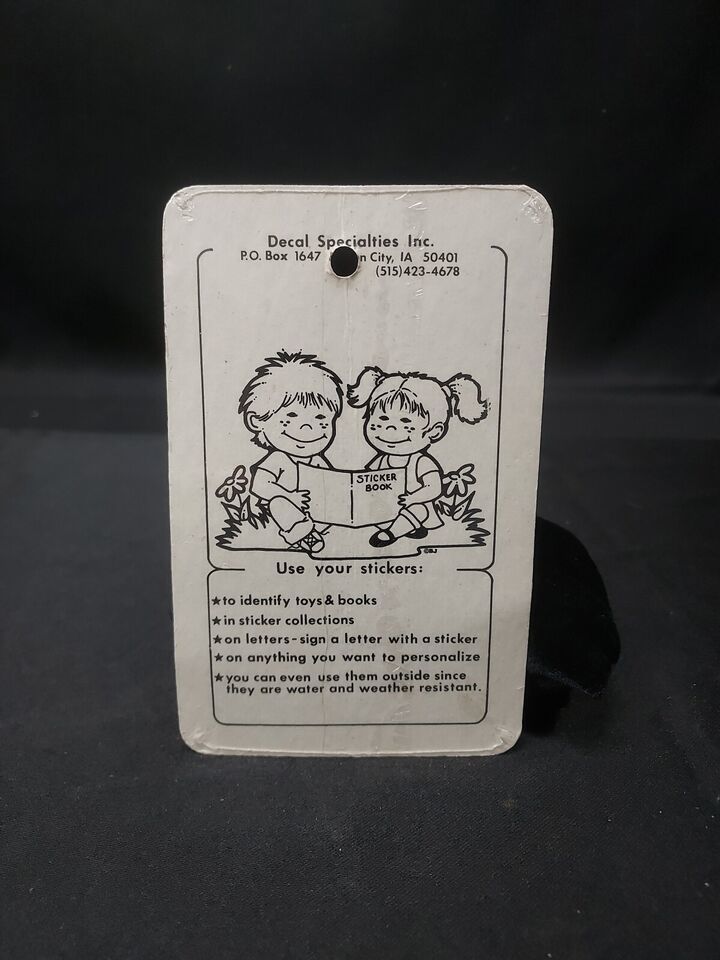 Decal Specialties Inc.
P.O. Box 1647 n City, IA 50401
(515)423-4678
STICKER
BOOK
©BJ
Use your stickers:
★to identify toys & books
★in sticker collections
★on letters-sign a letter with a sticker
★on anything you want to personalize
★you can even use them outside since
they are water and weather resistant.